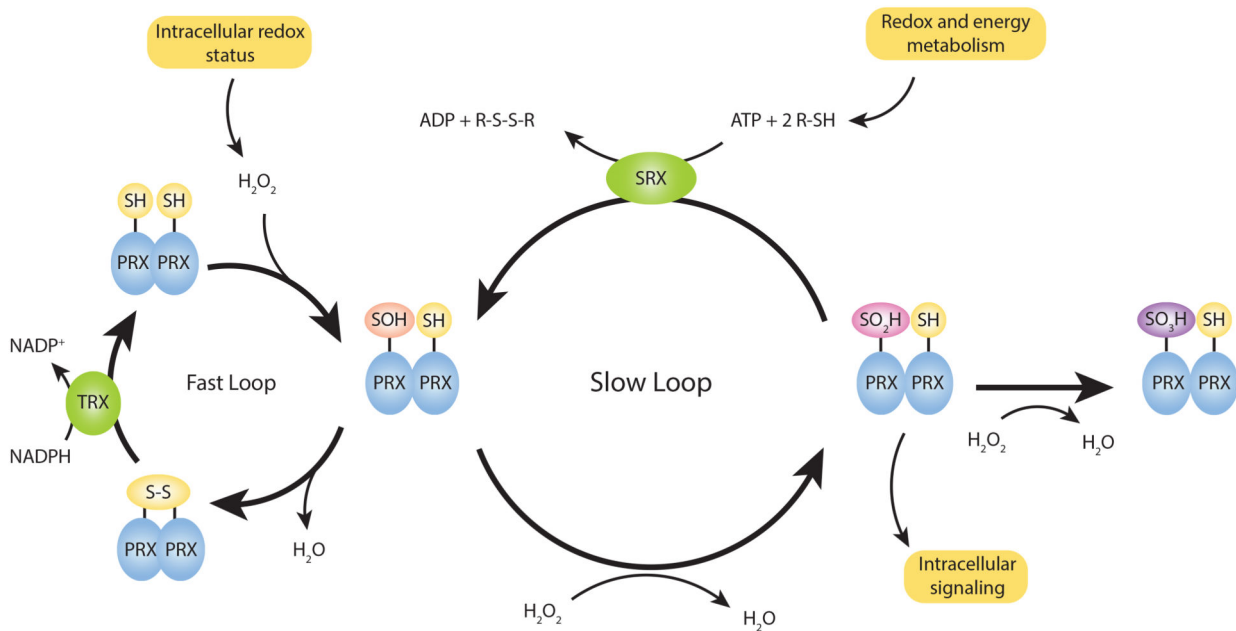 Intracellular redox
status
Redox and energy
metabolism
ADP + R-S-S-R
ATP + 2 R-SH
H₂O₂
SRX
SH SH
PRX PRX
SOH SH
PRX PRX
SO₂H SH
PRX PRX
SO₃H SH
PRX PRX
NADP⁺
TRX
NADPH
Fast Loop
Slow Loop
H₂O₂
H₂O
S-S
PRX PRX
H₂O
Intracellular
signaling
H₂O₂
H₂O